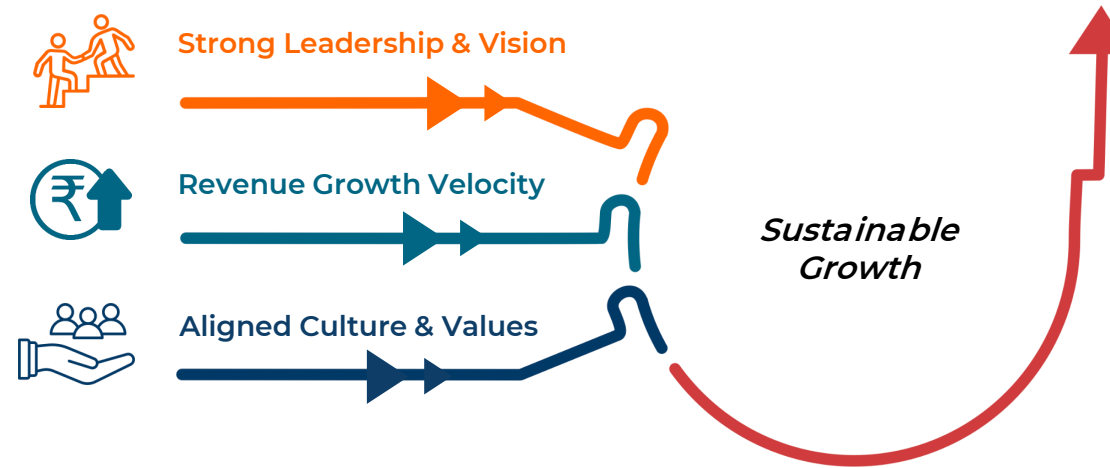 Strong Leadership & Vision
₹
Revenue Growth Velocity
Sustainable
Growth
Aligned Culture & Values